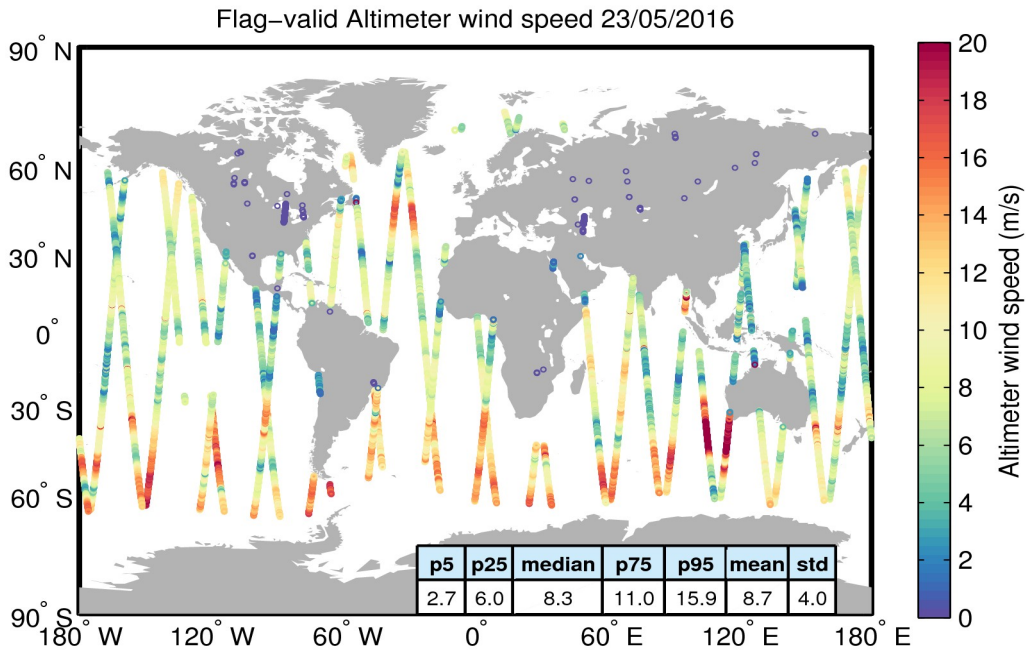 Flag−valid Altimeter wind speed 23/05/2016
90° N
60° N
30° N
0°
30° S
60° S
90° S
180° W
120° W
60° W
0°
60° E
120° E
180° E
p5 p25 median p75 p95 mean std
2.7 6.0 8.3 11.0 15.9 8.7 4.0
20
18
16
14
12
10
8
6
4
2
0
Altimeter wind speed (m/s)